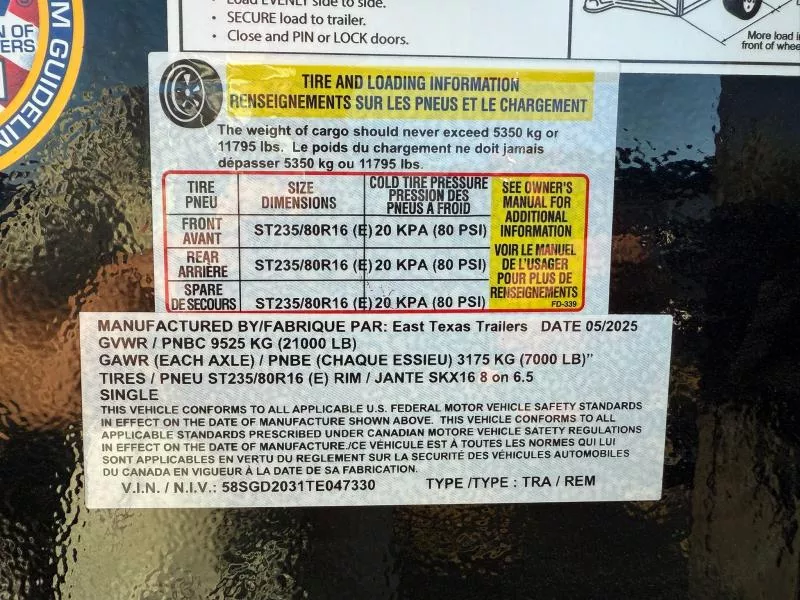 • Load EVENLY side to side.
• SECURE load to trailer.
• Close and PIN or LOCK doors.
More load i
front of whee
N OF
ERS
M GUIDELIN
TIRE AND LOADING INFORMATION
RENSEIGNEMENTS SUR LES PNEUS ET LE CHARGEMENT
The weight of cargo should never exceed 5350 kg or
11795 lbs. Le poids du chargement ne doit jamais
dépasser 5350 kg ou 11795 lbs.
TIRE
PNEU
SIZE
DIMENSIONS
COLD TIRE PRESSURE
PRESSION DES
PNEUS A FROID
SEE OWNER'S
MANUAL FOR
ADDITIONAL
INFORMATION
VOIR LE MANUEL
DE L'USAGER
POUR PLUS DE
RENSEIGNEMENTS
FD-339
FRONT
AVANT
ST235/80R16 (E) 20 KPA (80 PSI)
REAR
ARRIÈRE
ST235/80R16 (E) 20 KPA (80 PSI)
SPARE
DE SECOURS
ST235/80R16 (E) 20 KPA (80 PSI)
MANUFACTURED BY/FABRIQUE PAR: East Texas Trailers DATE 05/2025
GVWR / PNBC 9525 KG (21000 LB)
GAWR (EACH AXLE) / PNBE (CHAQUE ESSIEU) 3175 KG (7000 LB)"
TIRES / PNEU ST235/80R16 (E) RIM / JANTE SKX16 8 on 6.5
SINGLE
THIS VEHICLE CONFORMS TO ALL APPLICABLE U.S. FEDERAL MOTOR VEHICLE SAFETY STANDARDS
IN EFFECT ON THE DATE OF MANUFACTURE SHOWN ABOVE. THIS VEHICLE CONFORMS TO ALL
APPLICABLE STANDARDS PRESCRIBED UNDER CANADIAN MOTORE VEHICLE SATETY REGULATIONS
IN EFFECT ON THE DATE OF MANUFACTURE./CE VÉHICULE EST À TOUTES LES NORMES QUI LUI
SONT APPLICABLES EN VERTU DU REGLEMENT SUR LA SECURITÉ DES VÉHICULES AUTOMOBILES
DU CANADA EN VIGUEUR À LA DATE DE SA FABRICATION.
V.I.N. / N.I.V.: 58SGD2031TE047330 TYPE /TYPE : TRA / REM